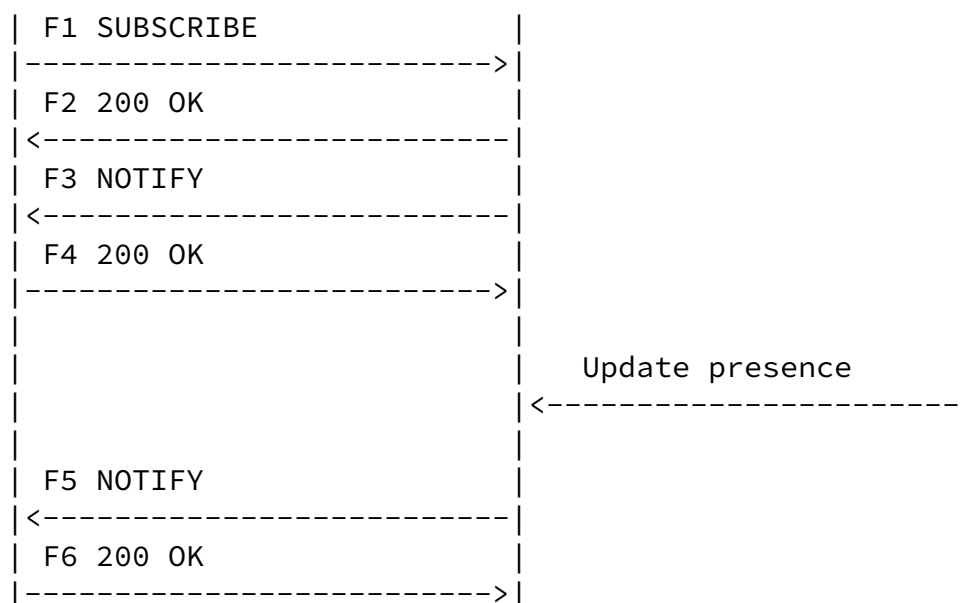 F1 SUBSCRIBE
F2 200 OK
F3 NOTIFY
F4 200 OK
Update presence
F5 NOTIFY
F6 200 OK